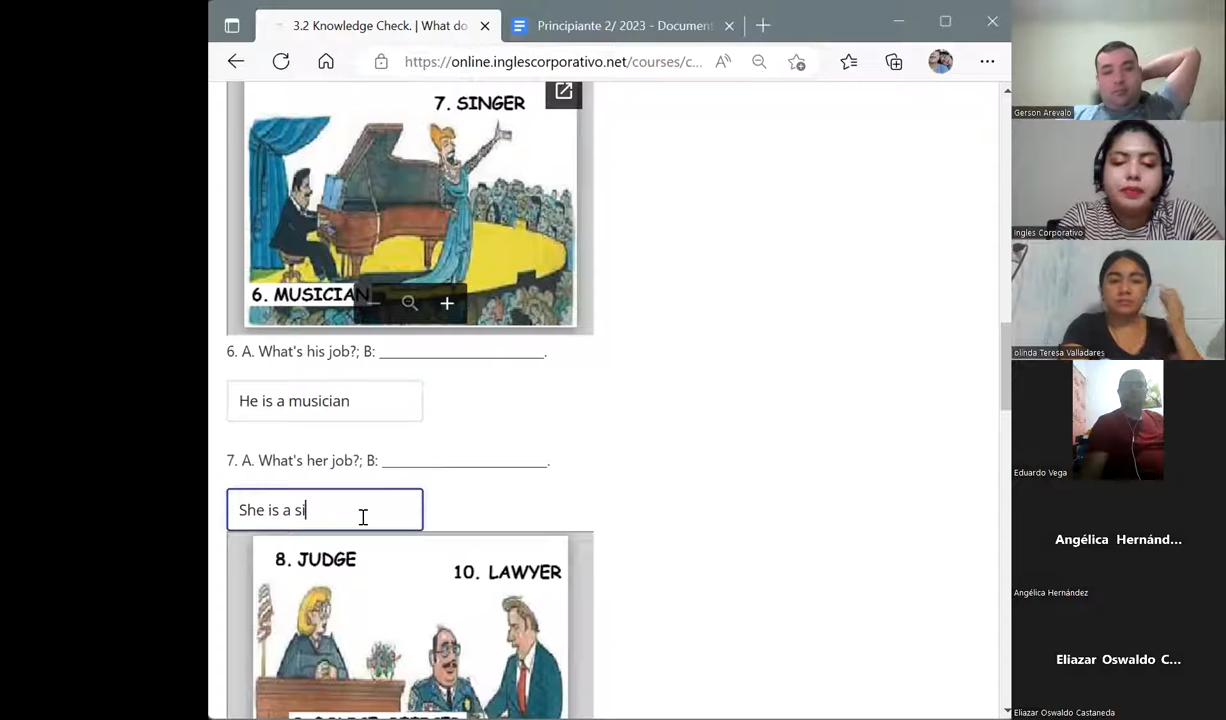 3.2 Knowledge Check. | What do
Principiante 2/ 2023 - Document
https://online.inglescorporativo.net/courses/c...
7. SINGER
6. MUSICIAN
6. A. What's his job?; B: ____________________.
He is a musician
7. A. What's her job?; B: ____________________.
She is a si
8. JUDGE
10. LAWYER
Gerson Arevalo
Ingles Corporativo
olinda Teresa Valladares
Eduardo Vega
Angélica Hernánd...
Angélica Hernández
Eliazar Oswaldo C...
Eliazar Oswaldo Castaneda